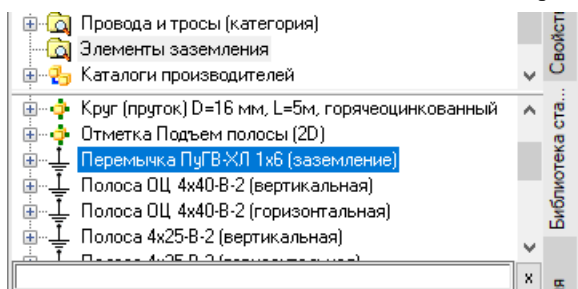 Провода и тросы (категория)
Элементы заземления
Каталоги производителей
Круг (пруток) D=16 мм, L=5м, горячеоцинкованный
Отметка Подъем полосы (2D)
Перемычка ПуГВ-ХЛ 1х6 (заземление)
Полоса ОЦ 4х40-В-2 (вертикальная)
Полоса ОЦ 4х40-В-2 (горизонтальная)
Полоса 4х25-В-2 (вертикальная)
x
Свойст
Библиотека ста...